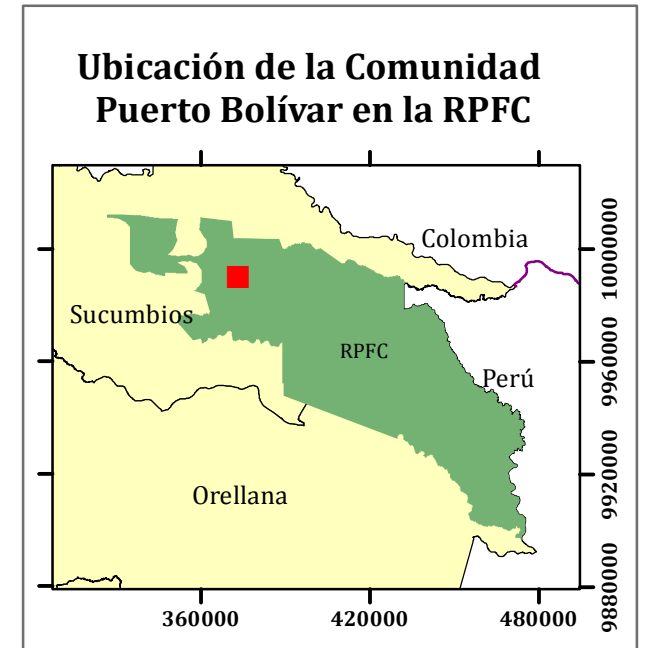 Ubicación de la Comunidad
Puerto Bolívar en la RPFC
Colombia
Sucumbios
RPFC
Perú
Orellana
10000000
9960000
9920000
9880000
360000
420000
480000